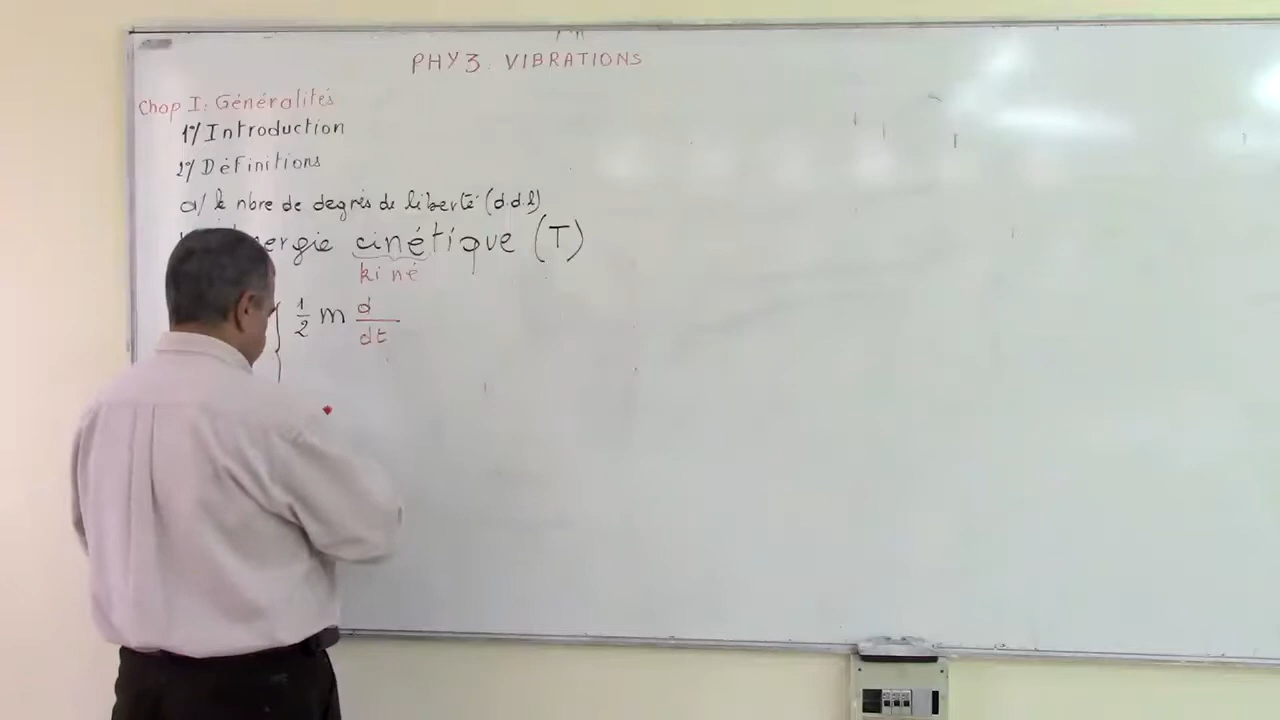 PHY3. VIBRATIONS
Chap I: Généralités
1°/ Introduction
2°/ Définitions
a/ le nbre de degrés de liberté (d.d.l)
ergie cinétique (T)
kiné
1/2 m d/dt